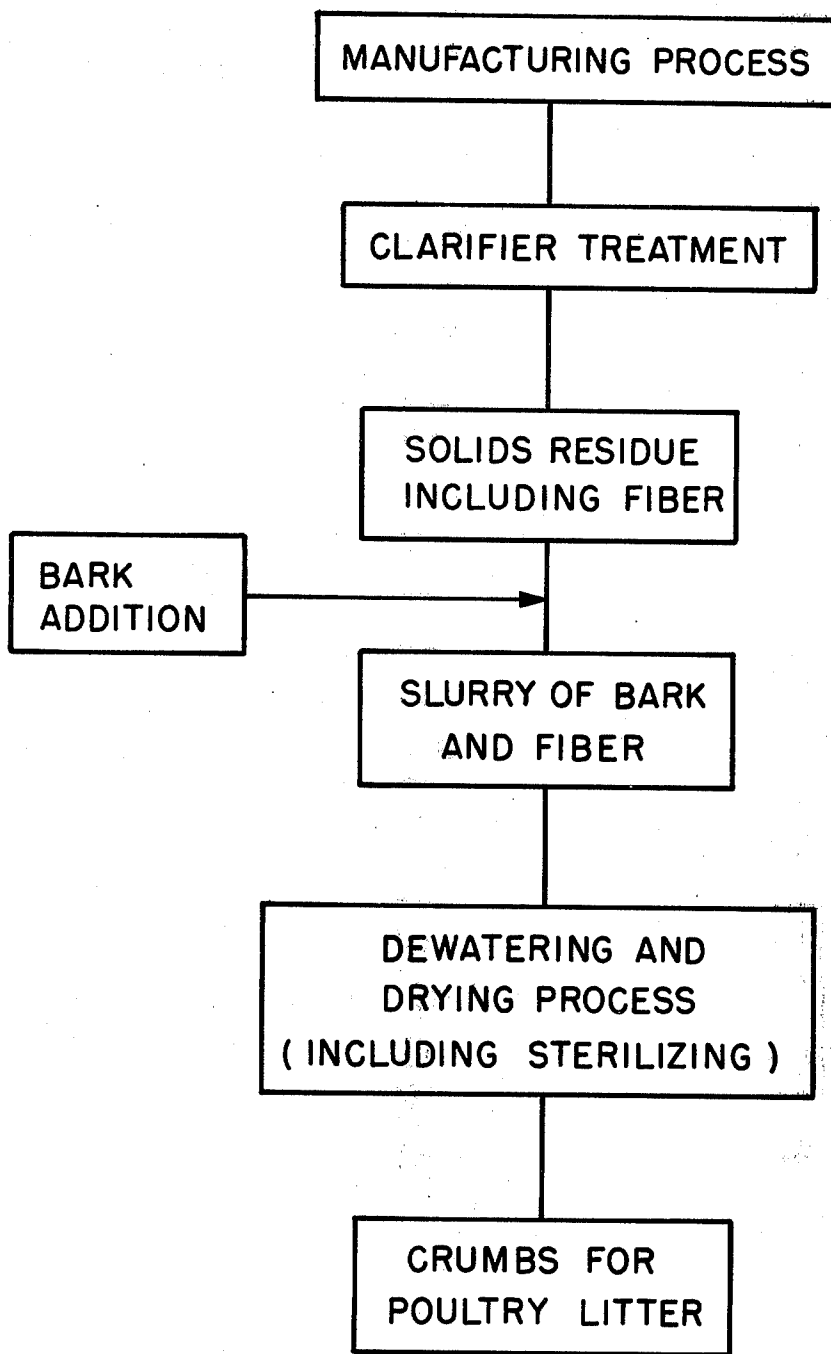 MANUFACTURING PROCESS
CLARIFIER TREATMENT
SOLIDS RESIDUE
INCLUDING FIBER
BARK
ADDITION
SLURRY OF BARK
AND FIBER
DEWATERING AND
DRYING PROCESS
( INCLUDING STERILIZING )
CRUMBS FOR
POULTRY LITTER